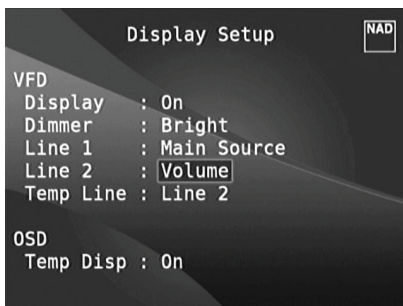 Display Setup
NAD
VFD
Display : On
Dimmer : Bright
Line 1 : Main Source
Line 2 : Volume
Temp Line : Line 2
OSD
Temp Disp : On